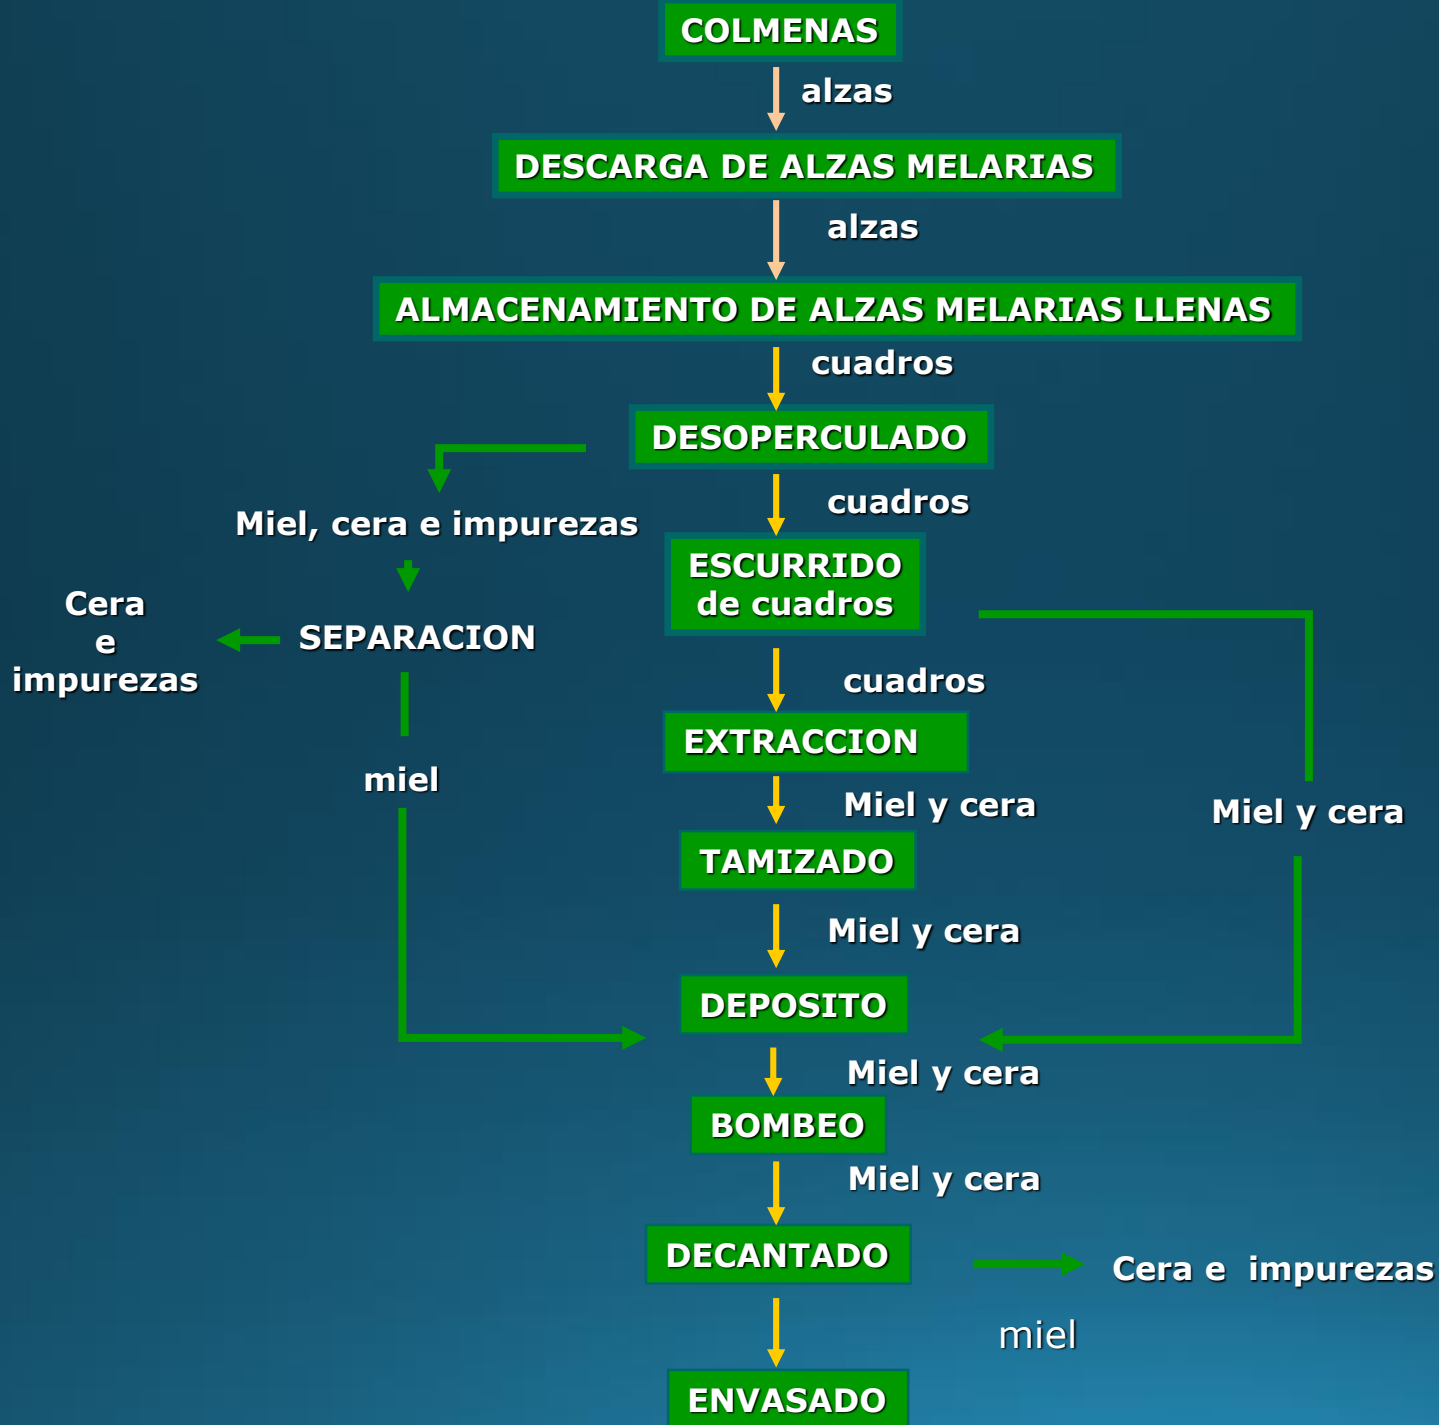 COLMENAS
alzas
DESCARGA DE ALZAS MELARIAS
alzas
ALMACENAMIENTO DE ALZAS MELARIAS LLENAS
cuadros
DESOPERCULADO
cuadros
Miel, cera e impurezas
ESCURRIDO
de cuadros
Cera
e
impurezas
SEPARACION
cuadros
EXTRACCION
miel
Miel y cera
Miel y cera
TAMIZADO
Miel y cera
DEPOSITO
Miel y cera
BOMBEO
Miel y cera
DECANTADO
Cera e impurezas
miel
ENVASADO